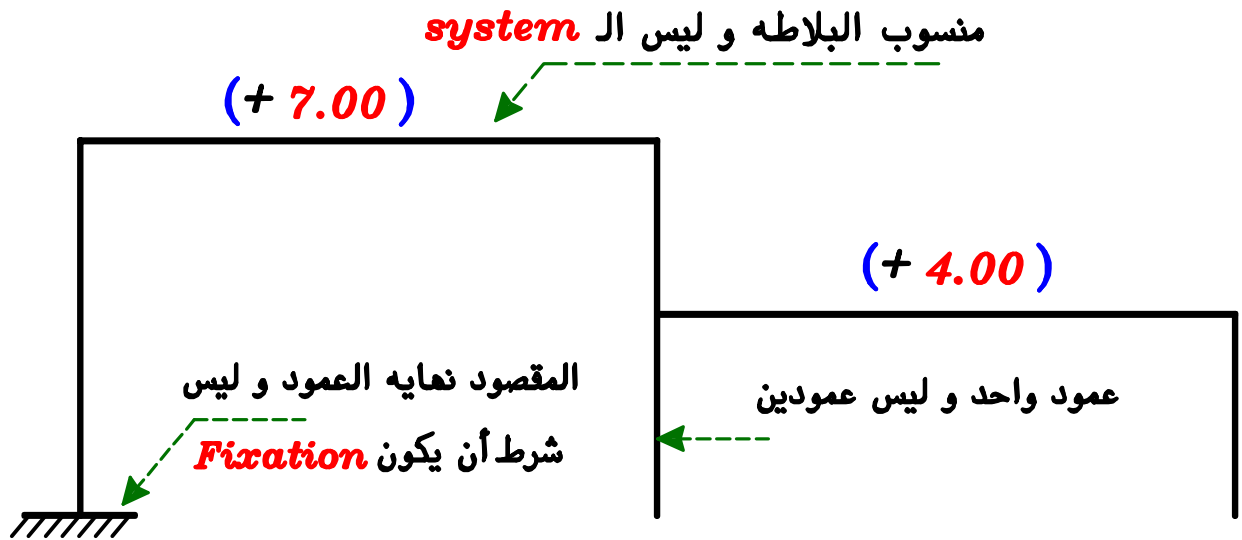 منسوب البلاطه و ليس الـ system
(+ 7.00)
(+ 4.00)
المقصود نهايه العمود و ليس
شرط أن يكون Fixation
عمود واحد و ليس عمودين